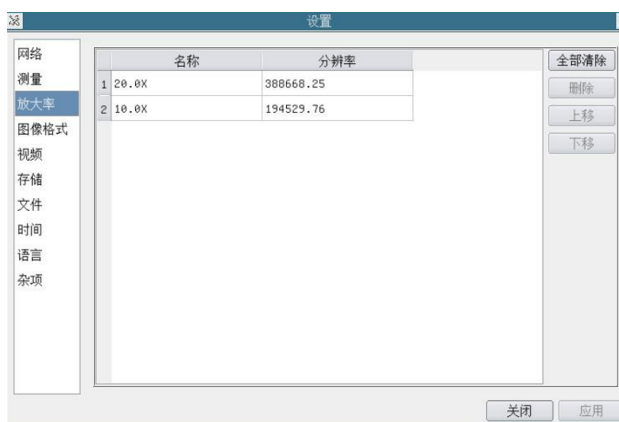 设置
网络
测量
放大率
图像格式
视频
存储
文件
时间
语言
杂项
名称 分辨率
1 20.0X 388668.25
2 10.0X 194529.76
全部清除
删除
上移
下移
关闭 应用